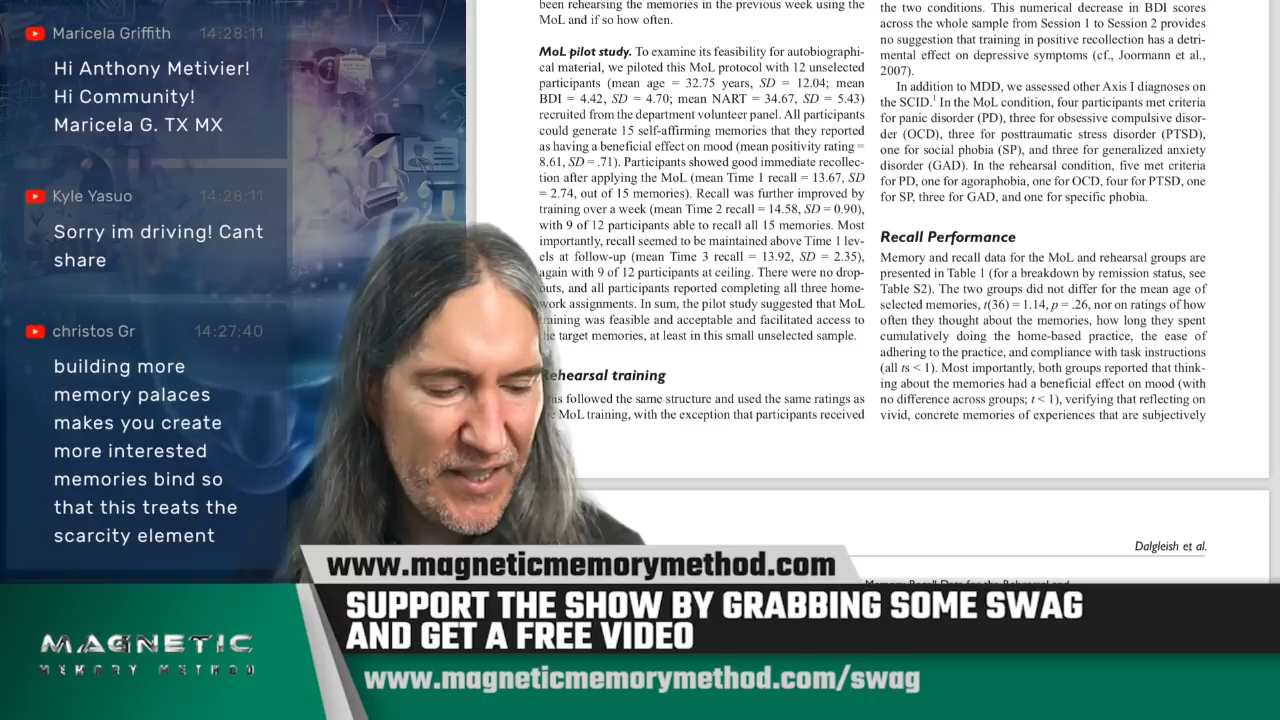 Maricela Griffith 14:28:11
Hi Anthony Metivier!
Hi Community!
Maricela G. TX MX
Kyle Yasuo 14:28:11
Sorry im driving! Cant
share
christos Gr 14:27:40
building more
memory palaces
makes you create
more interested
memories bind so
that this treats the
scarcity element
been rehearsing the memories in the previous week using the
MoL and if so how often.
MoL pilot study. To examine its feasibility for autobiographi-
cal material, we piloted this MoL protocol with 12 unselected
participants (mean age = 32.75 years, SD = 12.04; mean
BDI = 4.42, SD = 4.70; mean NART = 34.67, SD = 5.43)
recruited from the department volunteer panel. All participants
could generate 15 self-affirming memories that they reported
as having a beneficial effect on mood (mean positivity rating =
8.61, SD = .71). Participants showed good immediate recollec-
tion after applying the MoL (mean Time 1 recall = 13.67, SD
= 2.74, out of 15 memories). Recall was further improved by
training over a week (mean Time 2 recall = 14.58, SD = 0.90),
with 9 of 12 participants able to recall all 15 memories. Most
importantly, recall seemed to be maintained above Time 1 lev-
els at follow-up (mean Time 3 recall = 13.92, SD = 2.35),
again with 9 of 12 participants at ceiling. There were no drop-
outs, and all participants reported completing all three home-
work assignments. In sum, the pilot study suggested that MoL
training was feasible and acceptable and facilitated access to
the target memories, at least in this small unselected sample.
Rehearsal training
This followed the same structure and used the same ratings as
the MoL training, with the exception that participants received
the two conditions. This numerical decrease in BDI scores
across the whole sample from Session 1 to Session 2 provides
no suggestion that training in positive recollection has a detri-
mental effect on depressive symptoms (cf., Joormann et al.,
2007).
In addition to MDD, we assessed other Axis I diagnoses on
the SCID.1 In the MoL condition, four participants met criteria
for panic disorder (PD), three for obsessive compulsive disor-
der (OCD), three for posttraumatic stress disorder (PTSD),
one for social phobia (SP), and three for generalized anxiety
disorder (GAD). In the rehearsal condition, five met criteria
for PD, one for agoraphobia, one for OCD, four for PTSD, one
for SP, three for GAD, and one for specific phobia.
Recall Performance
Memory and recall data for the MoL and rehearsal groups are
presented in Table 1 (for a breakdown by remission status, see
Table S2). The two groups did not differ for the mean age of
selected memories, t(36) = 1.14, p = .26, nor on ratings of how
often they thought about the memories, how long they spent
cumulatively doing the home-based practice, the ease of
adhering to the practice, and compliance with task instructions
(all ts < 1). Most importantly, both groups reported that think-
ing about the memories had a beneficial effect on mood (with
no difference across groups; t < 1), verifying that reflecting on
vivid, concrete memories of experiences that are subjectively
Dalgleish et al.
www.magneticmemorymethod.com
SUPPORT THE SHOW BY GRABBING SOME SWAG
AND GET A FREE VIDEO
www.magneticmemorymethod.com/swag
MAGNETIC
MEMORY METHOD